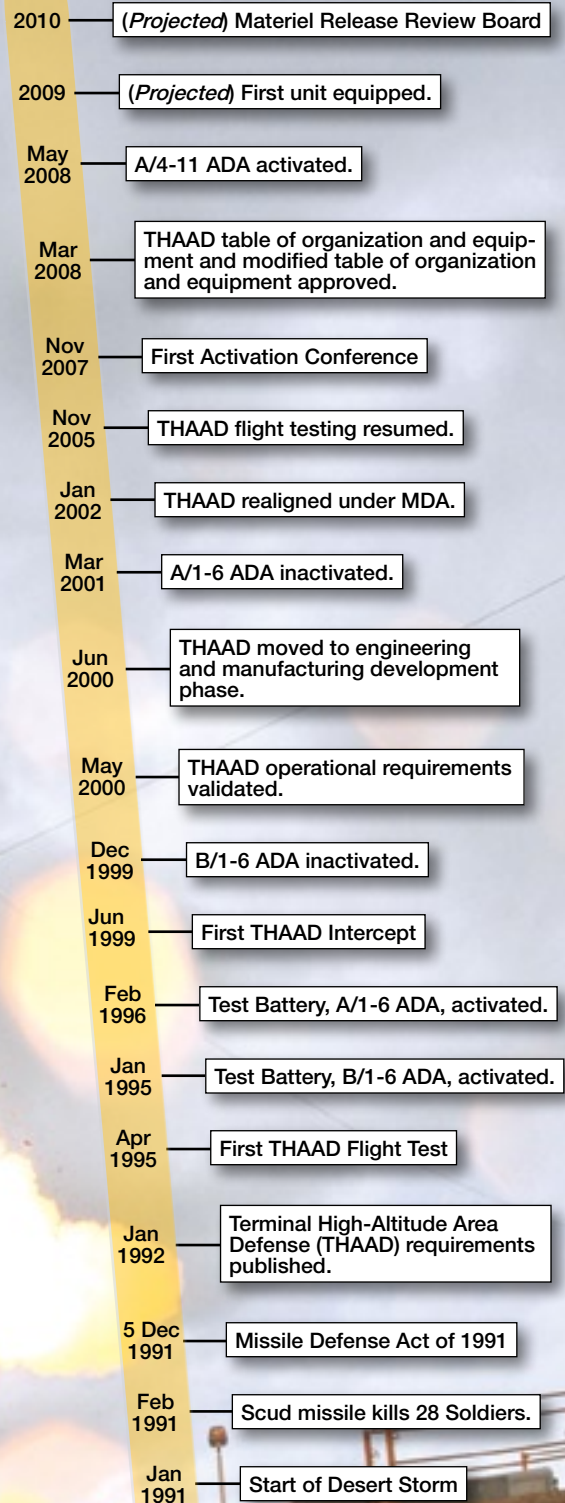 2010
(Projected) Materiel Release Review Board
2009
(Projected) First unit equipped.
May
2008
A/4-11 ADA activated.
Mar
2008
THAAD table of organization and equip-
ment and modified table of organization
and equipment approved.
Nov
2007
First Activation Conference
Nov
2005
THAAD flight testing resumed.
Jan
2002
THAAD realigned under MDA.
Mar
2001
A/1-6 ADA inactivated.
Jun
2000
THAAD moved to engineering
and manufacturing development
phase.
May
2000
THAAD operational requirements
validated.
Dec
1999
B/1-6 ADA inactivated.
Jun
1999
First THAAD Intercept
Feb
1996
Test Battery, A/1-6 ADA, activated.
Jan
1995
Test Battery, B/1-6 ADA, activated.
Apr
1995
First THAAD Flight Test
Jan
1992
Terminal High-Altitude Area
Defense (THAAD) requirements
published.
5 Dec
1991
Missile Defense Act of 1991
Feb
1991
Scud missile kills 28 Soldiers.
Jan
1991
Start of Desert Storm